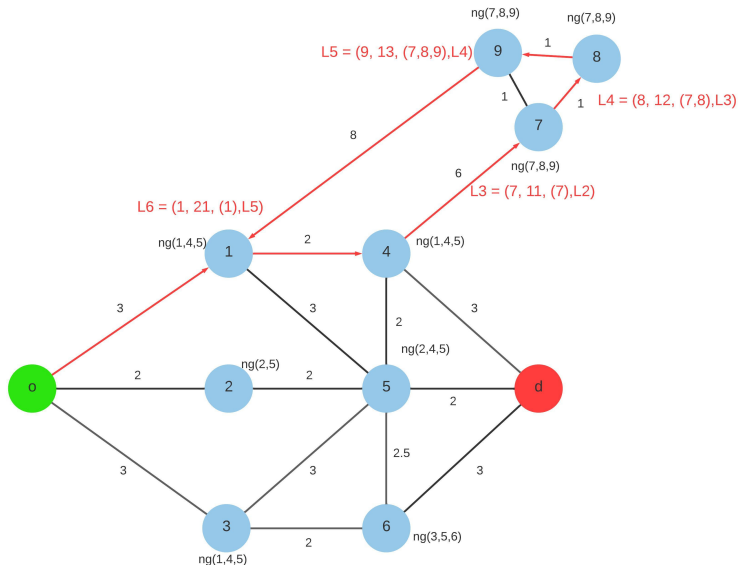 ng(7,8,9)
ng(7,8,9)
L5 = (9, 13, (7,8,9),L4)
9
1
8
1
1
L4 = (8, 12, (7,8),L3)
7
8
ng(7,8,9)
6
L3 = (7, 11, (7),L2)
L6 = (1, 21, (1),L5)
ng(1,4,5)
1
2
4
ng(1,4,5)
3
3
2
3
ng(2,4,5)
ng(2,5)
o
2
2
2
5
2
d
3
3
2.5
3
3
2
6
ng(3,5,6)
ng(1,4,5)